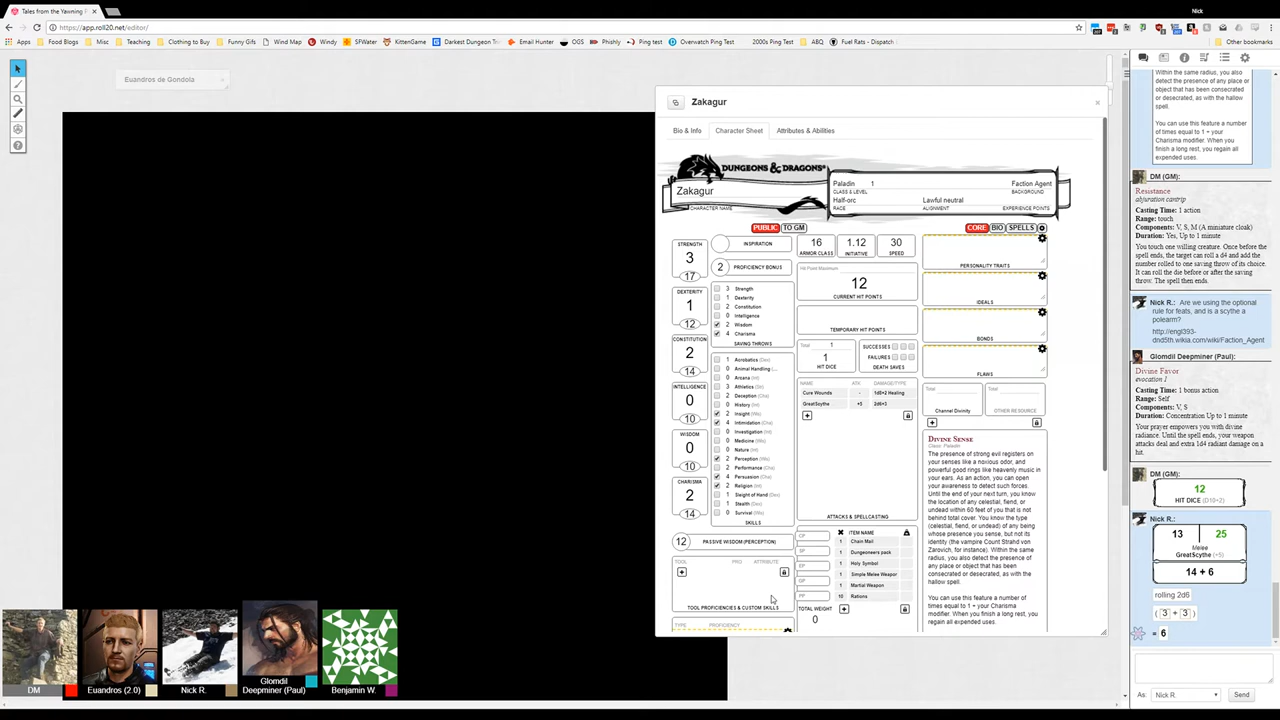 Nick
Tales from the Yawning P
https://app.roll20.net/editor/
Apps Food Blogs Misc Teaching Clothing to Buy Funny Gifs Wind Map Windy SFWater KittenGame Darkest Dungeon Tr Email Hunter OGS Phishly Ping test Overwatch Ping Test 2000s Ping Test ABQ Fuel Rats - Dispatch Other bookmarks
Euandros de Gondola
Zakagur
Bio & Info Character Sheet Attributes & Abilities
DUNGEONS & DRAGONS
Zakagur
CHARACTER NAME
Paladin 1 Faction Agent
CLASS & LEVEL BACKGROUND
Half-orc Lawful neutral
RACE ALIGNMENT EXPERIENCE POINTS
PUBLIC TO GM
CORE BIO SPELLS
STRENGTH
3
17
DEXTERITY
1
12
CONSTITUTION
2
14
INTELLIGENCE
0
10
WISDOM
0
10
CHARISMA
2
14
INSPIRATION
2 PROFICIENCY BONUS
3 Strength
1 Dexterity
2 Constitution
0 Intelligence
2 Wisdom
4 Charisma
SAVING THROWS
1 Acrobatics (Dex)
0 Animal Handling (...
0 Arcana (Int)
3 Athletics (Str)
2 Deception (Cha)
0 History (Int)
2 Insight (Wis)
4 Intimidation (Cha)
0 Investigation (Int)
0 Medicine (Wis)
0 Nature (Int)
2 Perception (Wis)
2 Performance (Cha)
4 Persuasion (Cha)
2 Religion (Int)
1 Sleight of Hand (Dex)
1 Stealth (Dex)
0 Survival (Wis)
SKILLS
12 PASSIVE WISDOM (PERCEPTION)
TOOL PRO ATTRIBUTE
TOOL PROFICIENCIES & CUSTOM SKILLS
TYPE PROFICIENCY
16 1.12 30
ARMOR CLASS INITIATIVE SPEED
Hit Point Maximum
12
CURRENT HIT POINTS
TEMPORARY HIT POINTS
Total 1
1
HIT DICE
SUCCESSES
FAILURES
DEATH SAVES
NAME ATK DAMAGE/TYPE
Cure Wounds - 1d8+2 Healing
GreatScythe +5 2d6+3
ATTACKS & SPELLCASTING
CP
SP
EP
GP
PP
ITEM NAME
1 Chain Mail
1 Dungeoneers pack
1 Holy Symbol
1 Simple Melee Weapon
1 Martial Weapon
10 Rations
TOTAL WEIGHT
0
PERSONALITY TRAITS
IDEALS
BONDS
FLAWS
Total
Channel Divinity
Total
OTHER RESOURCE
DIVINE SENSE
Class: Paladin
The presence of strong evil registers on
your senses like a noxious odor, and
powerful good rings like heavenly music in
your ears. As an action, you can open
your awareness to detect such forces.
Until the end of your next turn, you
know the location of any celestial, fiend, or
undead within 60 feet of you that is not
behind total cover. You know the type
(celestial, fiend, or undead) of any being
whose presence you sense, but not its
identity (the vampire Count Strahd von
Zarovich, for instance). Within the same
radius, you also detect the presence of
any place or object that has been
consecrated or desecrated, as with the
hallow spell.
You can use this feature a number of
times equal to 1 + your Charisma
modifier. When you finish a long rest, you
regain all expended uses.
Within the same radius, you also
detect the presence of any place or
object that has been consecrated
or desecrated, as with the hallow
spell.
You can use this feature a number
of times equal to 1 + your
Charisma modifier. When you
finish a long rest, you regain all
expended uses.
DM (GM):
Resistance
abjuration cantrip
Casting Time: 1 action
Range: touch
Components: V, S, M (A miniature cloak)
Duration: Yes, Up to 1 minute
You touch one willing creature. Once before the
spell ends, the target can roll a d4 and add the
number rolled to one saving throw of its choice.
It can roll the die before or after the saving
throw. The spell then ends.
Nick R.: Are we using the optional
rule for feats, and is a scythe a
polearm?
http://engl393-
dnd5th.wikia.com/wiki/Faction_Agent
Glomdil Deepminer (Paul):
Divine Favor
evocation 1
Casting Time: 1 bonus action
Range: Self
Components: V, S
Duration: Concentration Up to 1 minute
Your prayer empowers you with divine
radiance. Until the spell ends, your weapon
attacks deal and extra 1d4 radiant damage on a
hit.
DM (GM):
12
HIT DICE (D10+2)
Nick R.:
13 25
Melee
GreatScythe (+5)
14 + 6
rolling 2d6
( 3 + 3 )
= 6
As: Nick R. Send
DM Euandros (2.0) Nick R. Glomdil
Deepminer (Paul) Benjamin W.